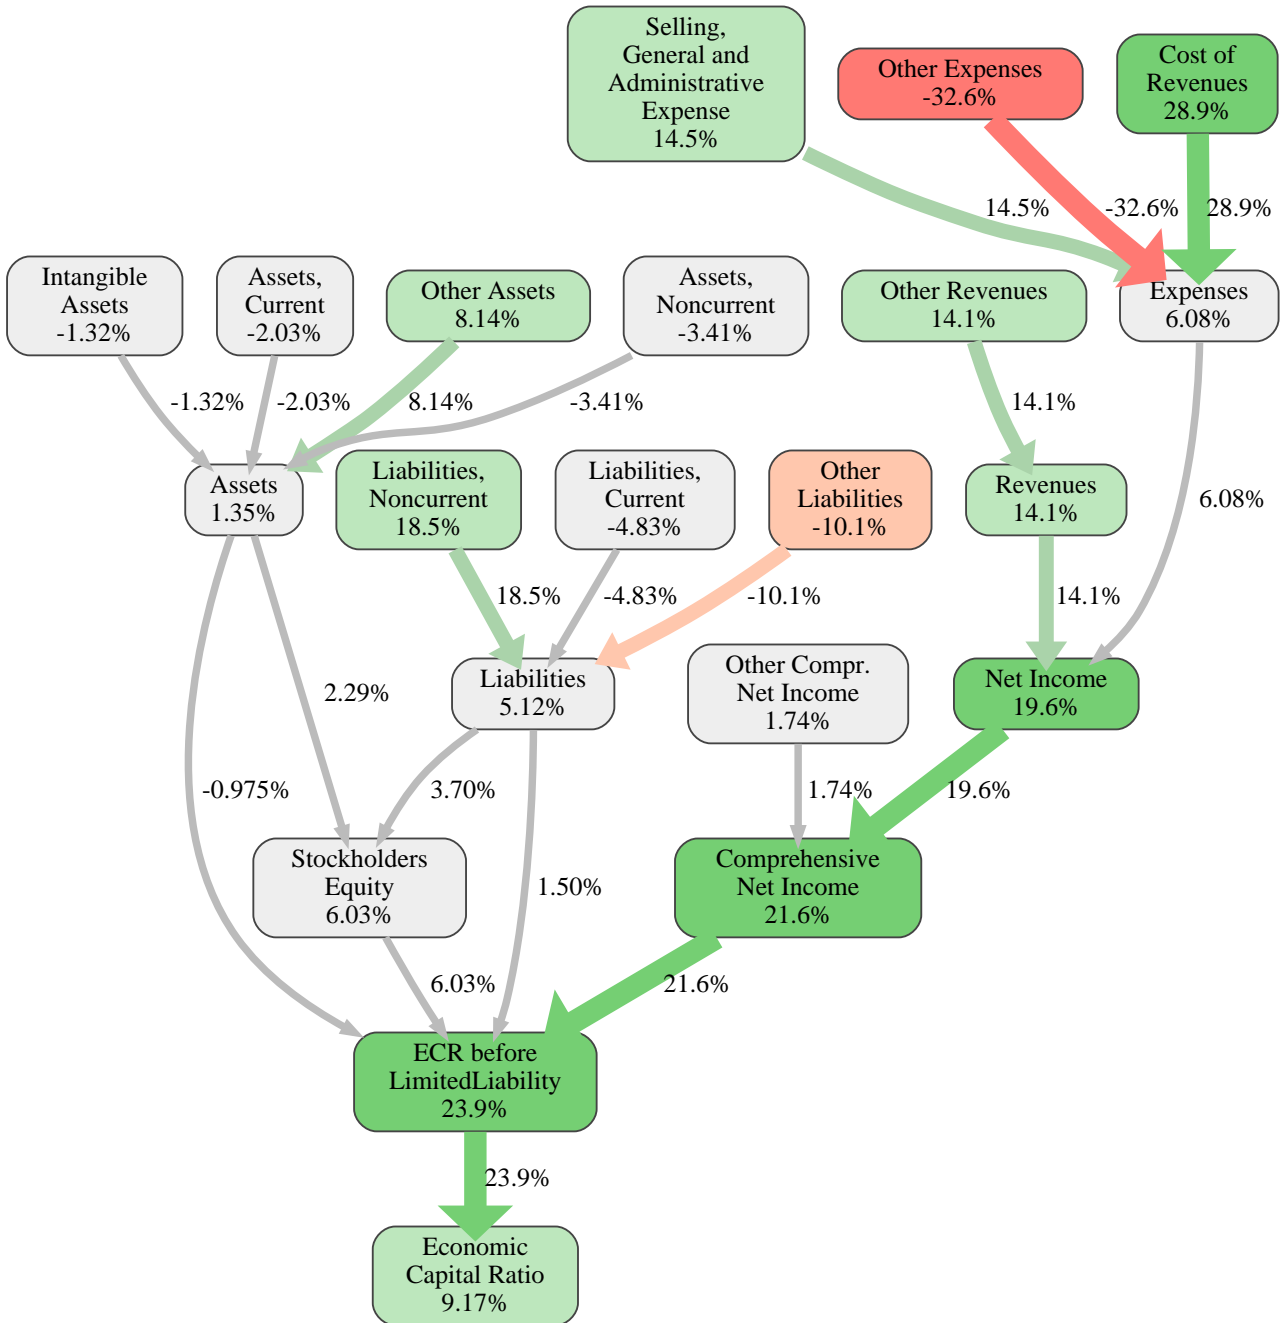 Selling,
General and
Administrative
Expense
14.5%
Other Expenses
-32.6%
Cost of
Revenues
28.9%
14.5%
-32.6%
28.9%
Intangible
Assets
-1.32%
Assets,
Current
-2.03%
Other Assets
8.14%
Assets,
Noncurrent
-3.41%
Other Revenues
14.1%
Expenses
6.08%
-1.32%
-2.03%
8.14%
-3.41%
14.1%
6.08%
Assets
1.35%
Liabilities,
Noncurrent
18.5%
Liabilities,
Current
-4.83%
Other
Liabilities
-10.1%
Revenues
14.1%
18.5%
-4.83%
-10.1%
14.1%
2.29%
Liabilities
5.12%
Other Compr.
Net Income
1.74%
Net Income
19.6%
-0.975%
3.70%
1.74%
19.6%
Stockholders
Equity
6.03%
1.50%
Comprehensive
Net Income
21.6%
6.03%
21.6%
ECR before
LimitedLiability
23.9%
23.9%
Economic
Capital Ratio
9.17%